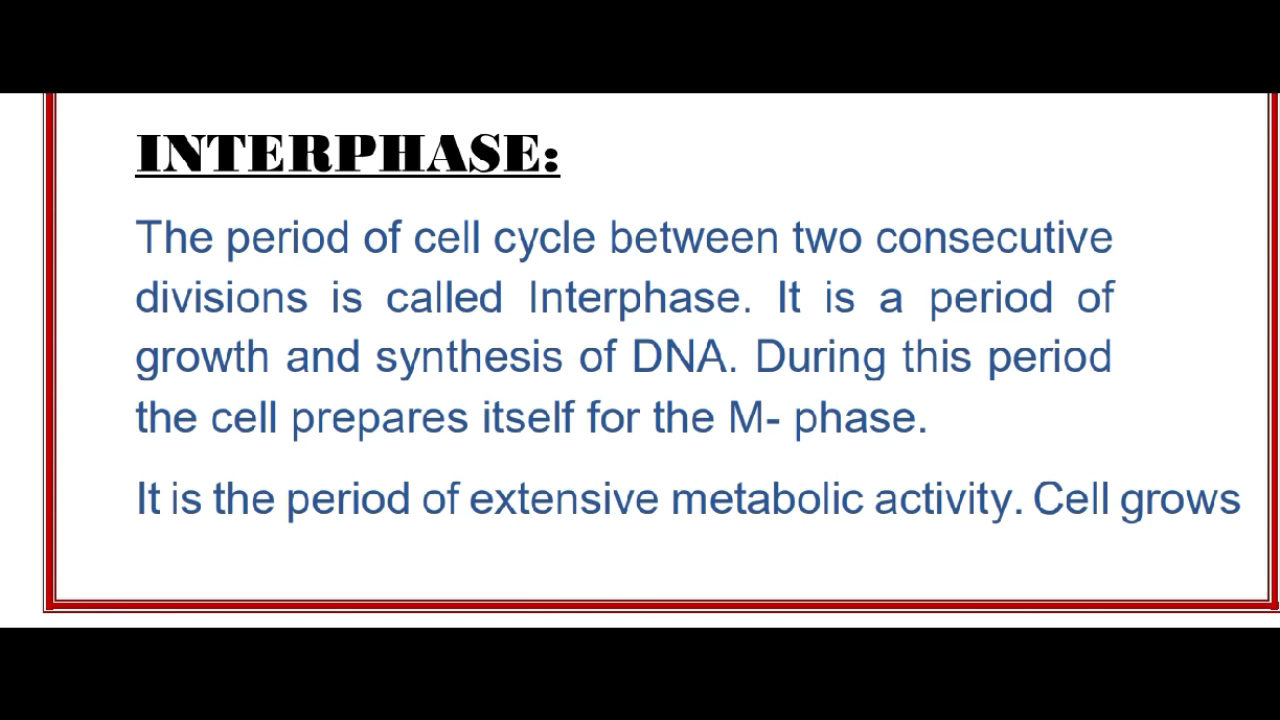 INTERPHASE:
The period of cell cycle between two consecutive
divisions is called Interphase. It is a period of
growth and synthesis of DNA. During this period
the cell prepares itself for the M- phase.
It is the period of extensive metabolic activity. Cell grows